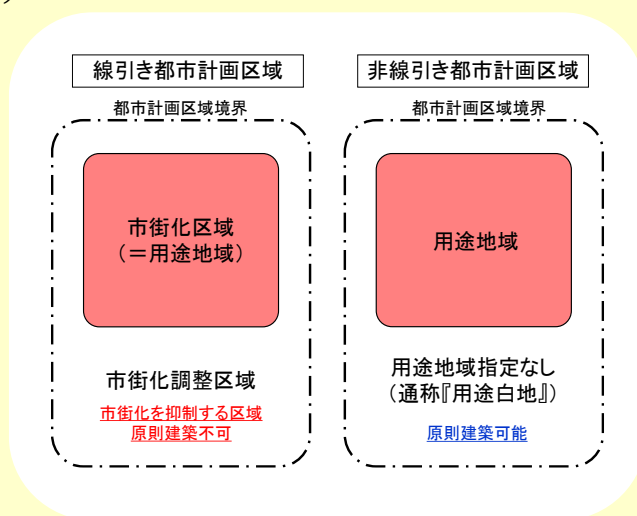 線引き都市計画区域
都市計画区域境界
市街化区域
（＝用途地域）
市街化調整区域
市街化を抑制する区域
原則建築不可
非線引き都市計画区域
都市計画区域境界
用途地域
用途地域指定なし
（通称『用途白地』）
原則建築可能